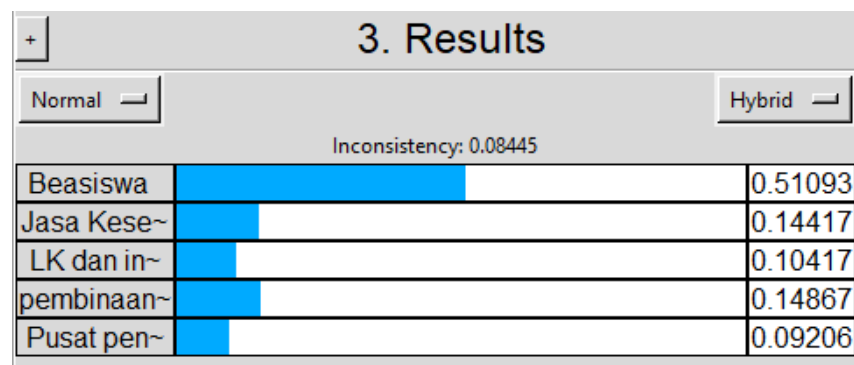 + 3. Results
Normal Hybrid
Inconsistency: 0.08445
Beasiswa 0.51093
Jasa Kese~ 0.14417
LK dan in~ 0.10417
pembinaan~ 0.14867
Pusat pen~ 0.09206